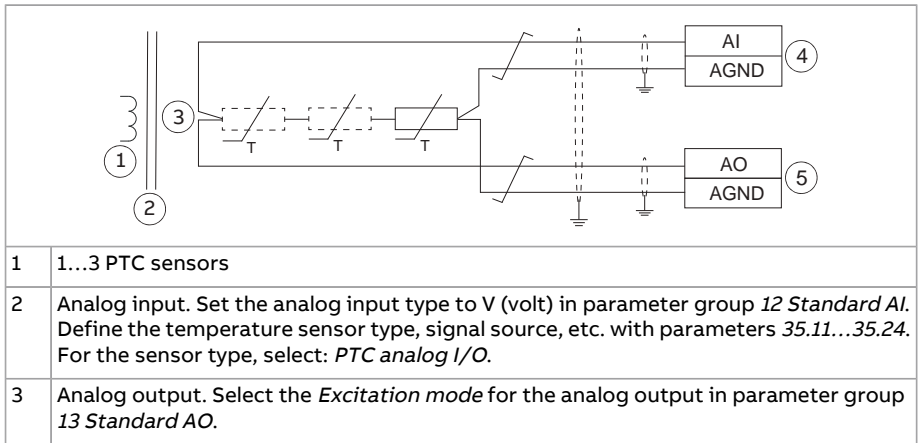 AI
4
AGND
3
T
T
T
1
AO
5
AGND
2
1 1…3 PTC sensors
2 Analog input. Set the analog input type to V (volt) in parameter group 12 Standard AI.
Define the temperature sensor type, signal source, etc. with parameters 35.11…35.24.
For the sensor type, select: PTC analog I/O.
3 Analog output. Select the Excitation mode for the analog output in parameter group
13 Standard AO.